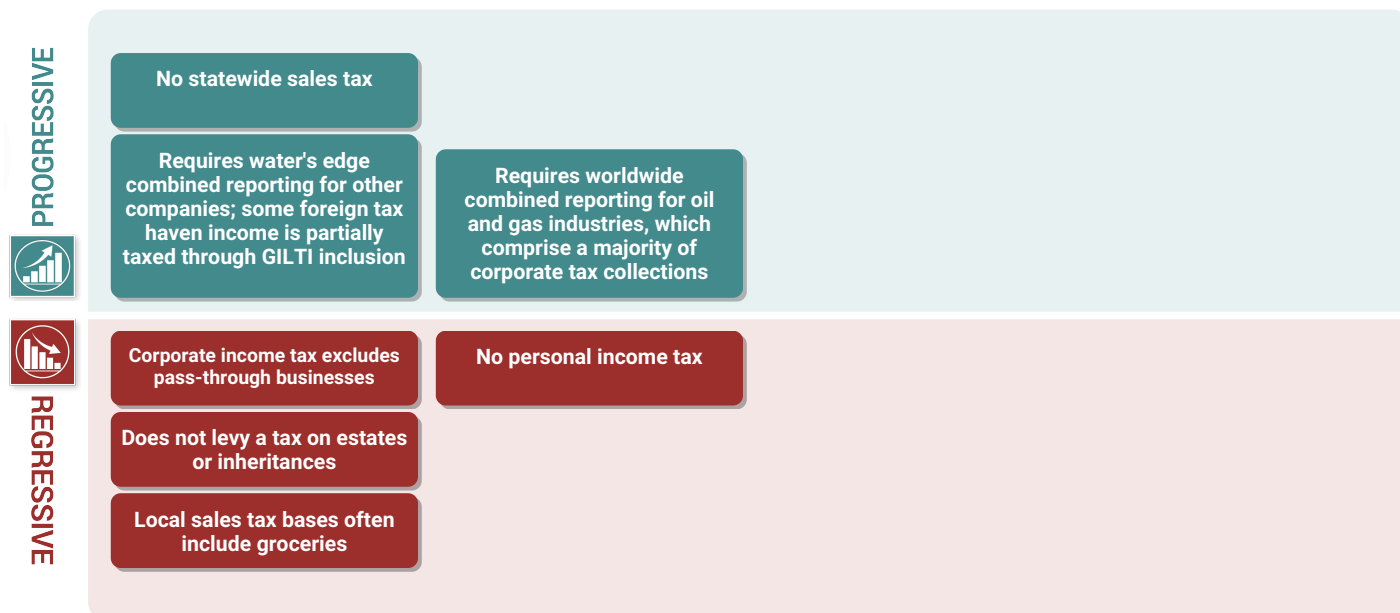 PROGRESSIVE
No statewide sales tax
Requires water's edge
combined reporting for other
companies; some foreign tax
haven income is partially
taxed through GILTI inclusion
Requires worldwide
combined reporting for oil
and gas industries, which
comprise a majority of
corporate tax collections
REGRESSIVE
Corporate income tax excludes
pass-through businesses
No personal income tax
Does not levy a tax on estates
or inheritances
Local sales tax bases often
include groceries